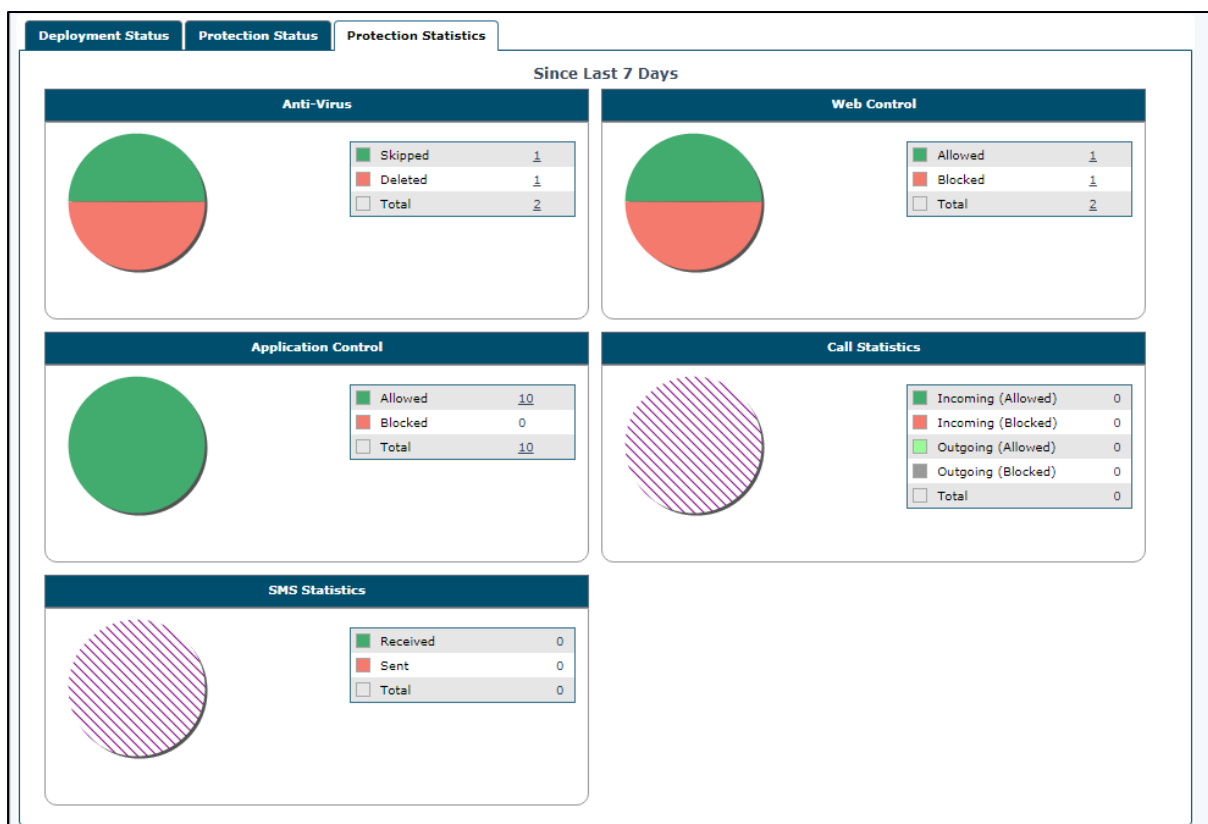 Deployment Status Protection Status Protection Statistics
Since Last 7 Days
Anti-Virus
Skipped 1
Deleted 1
Total 2
Web Control
Allowed 1
Blocked 1
Total 2
Application Control
Allowed 10
Blocked 0
Total 10
Call Statistics
Incoming (Allowed) 0
Incoming (Blocked) 0
Outgoing (Allowed) 0
Outgoing (Blocked) 0
Total 0
SMS Statistics
Received 0
Sent 0
Total 0